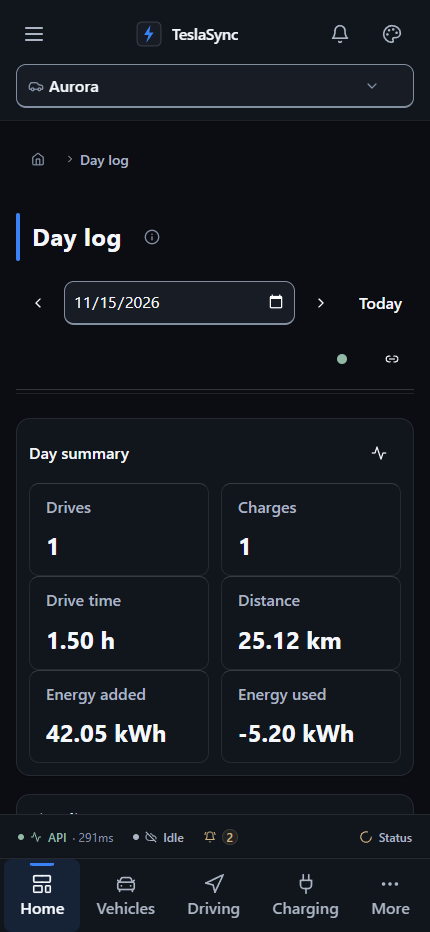 TeslaSync
Aurora
Day log
Day log
11/15/2026
Today
Day summary
Drives
1
Charges
1
Drive time
1.50 h
Distance
25.12 km
Energy added
42.05 kWh
Energy used
-5.20 kWh
API · 291ms
Idle
2
Status
Home
Vehicles
Driving
Charging
More